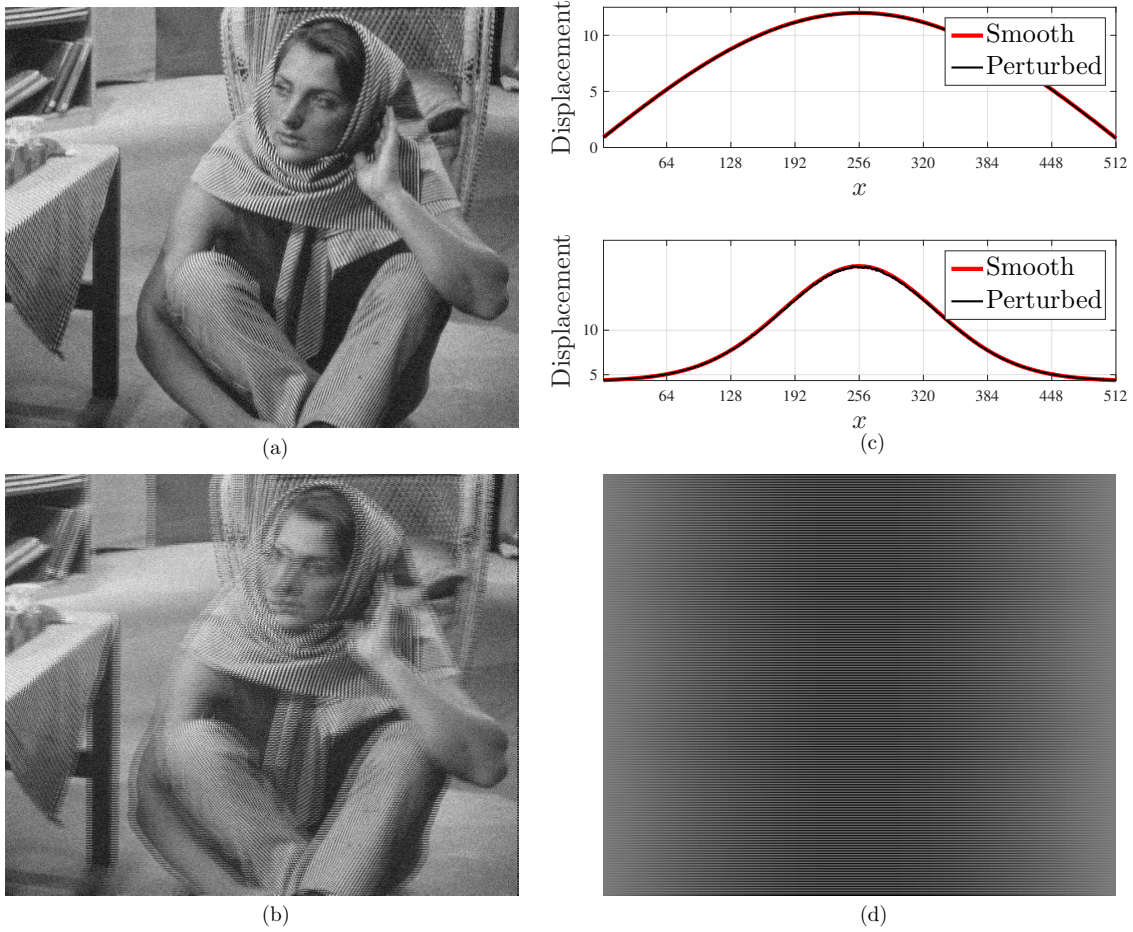 (a)
Displacement
10
5
0
64 128 192 256 320 384 448 512
x
Smooth
Perturbed
Displacement
10
5
64 128 192 256 320 384 448 512
x
Smooth
Perturbed
(c)
(b)
(d)